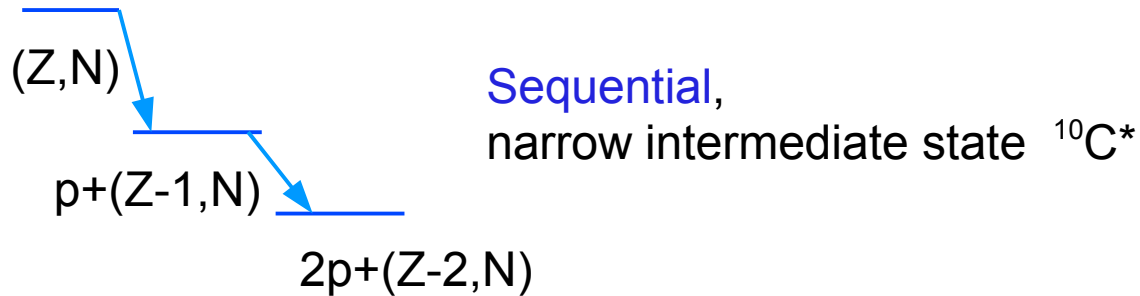 (Z,N)
Sequential,
narrow intermediate state ¹⁰C*
p+(Z-1,N)
2p+(Z-2,N)